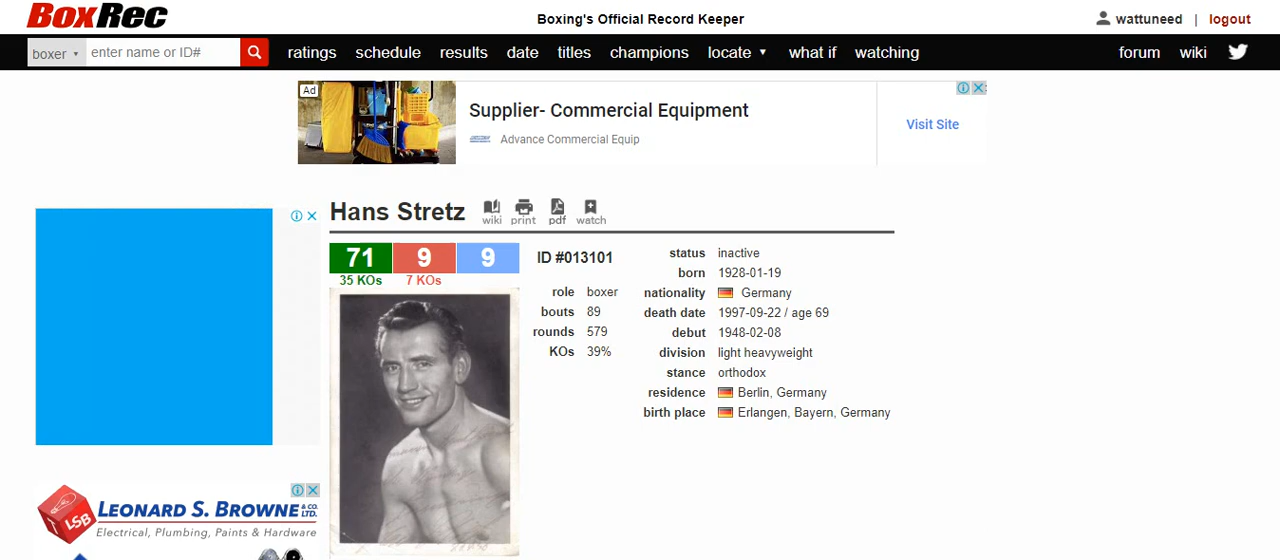 BoxRec
Boxing's Official Record Keeper
wattuneed | logout
boxer enter name or ID# ratings schedule results date titles champions locate what if watching forum wiki
Ad
Supplier- Commercial Equipment
Advance Commercial Equip
Visit Site
Hans Stretz
wiki print pdf watch
71 9 9
35 KOs 7 KOs
ID #013101
role boxer
bouts 89
rounds 579
KOs 39%
status inactive
born 1928-01-19
nationality Germany
death date 1997-09-22 / age 69
debut 1948-02-08
division light heavyweight
stance orthodox
residence Berlin, Germany
birth place Erlangen, Bayern, Germany
LSB
LEONARD S. BROWNE & CO. LTD.
Electrical, Plumbing, Paints & Hardware